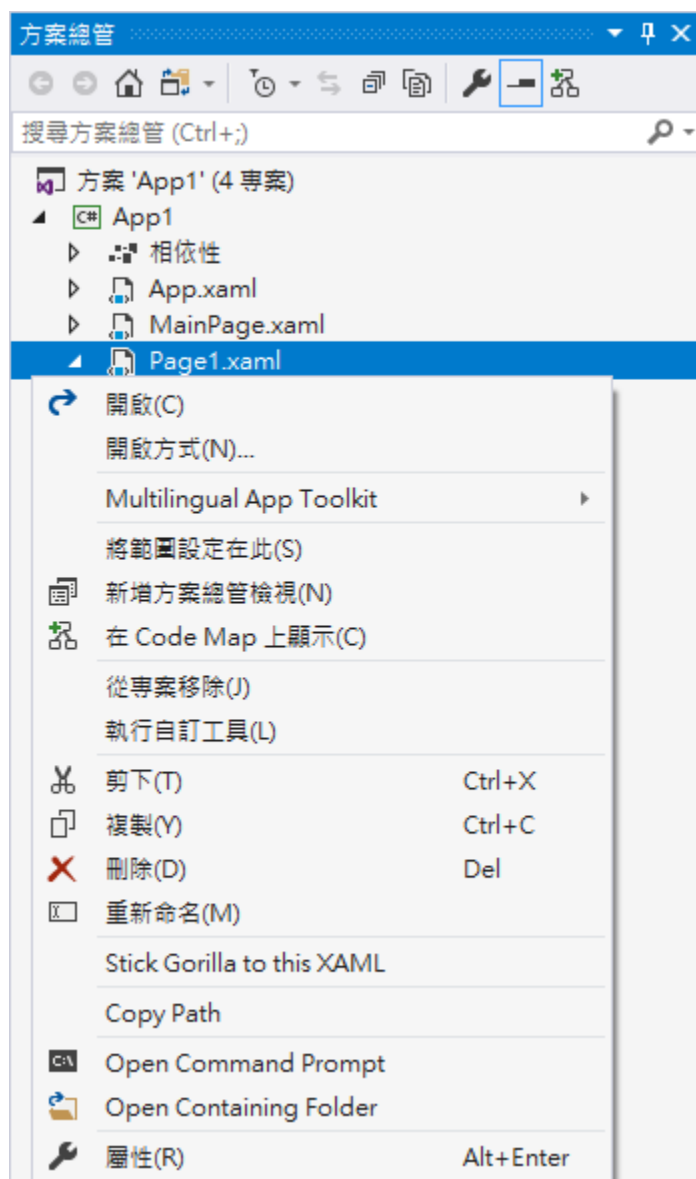 方案總管
搜尋方案總管 (Ctrl+;)
方案 'App1' (4 專案)
C# App1
相依性
App.xaml
MainPage.xaml
Page1.xaml
開啟(C)
開啟方式(N)...
Multilingual App Toolkit
將範圍設定在此(S)
新增方案總管檢視(N)
在 Code Map 上顯示(C)
從專案移除(J)
執行自訂工具(L)
剪下(T) Ctrl+X
複製(Y) Ctrl+C
刪除(D) Del
重新命名(M)
Stick Gorilla to this XAML
Copy Path
C:\ Open Command Prompt
Open Containing Folder
屬性(R) Alt+Enter